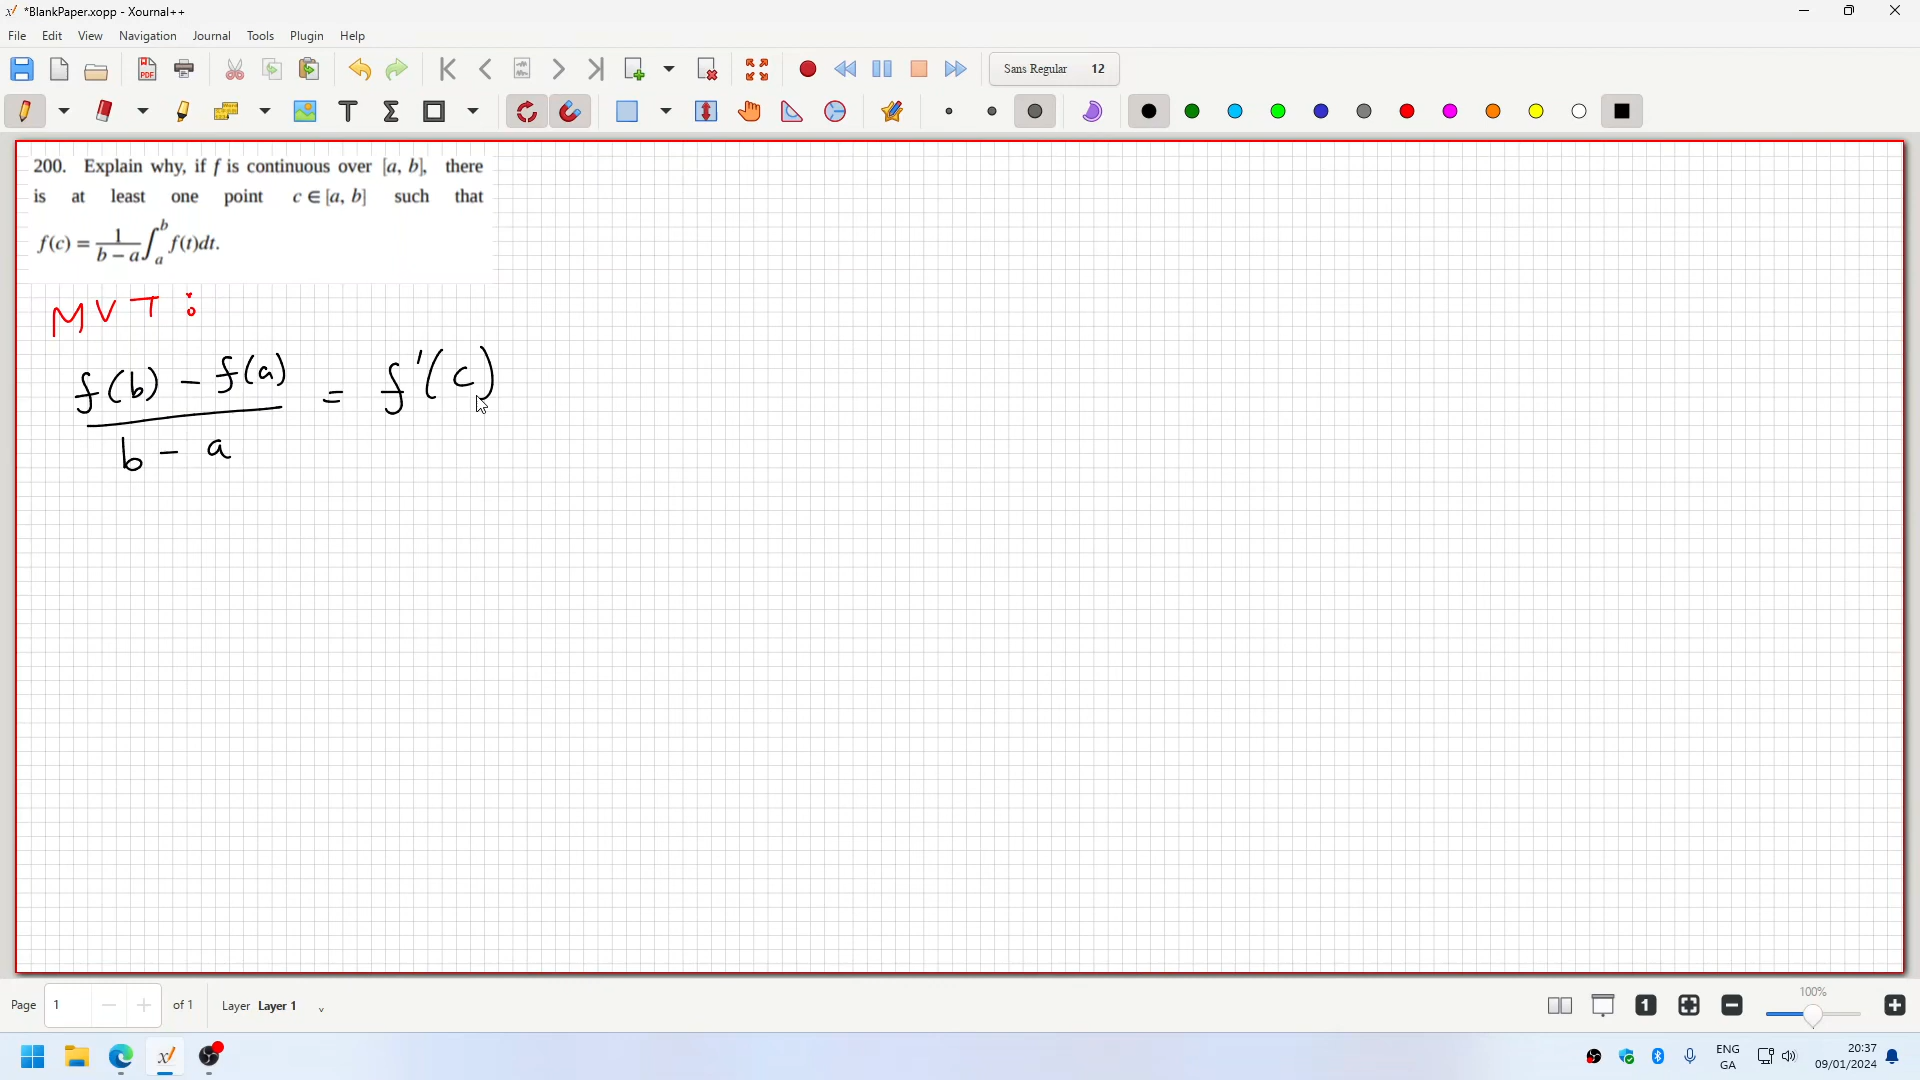 *BlankPaper.xopp - Xournal++
File Edit View Navigation Journal Tools Plugin Help
Sans Regular 12
200. Explain why, if f is continuous over [a, b], there
is at least one point c ∈ [a, b] such that
f(c) = 1/(b − a) ∫_a^b f(t)dt.
MVT :
(f(b) − f(a))/(b − a) = f'(c)
Page 1 of 1 Layer Layer 1 100%
ENG
GA
20:37
09/01/2024